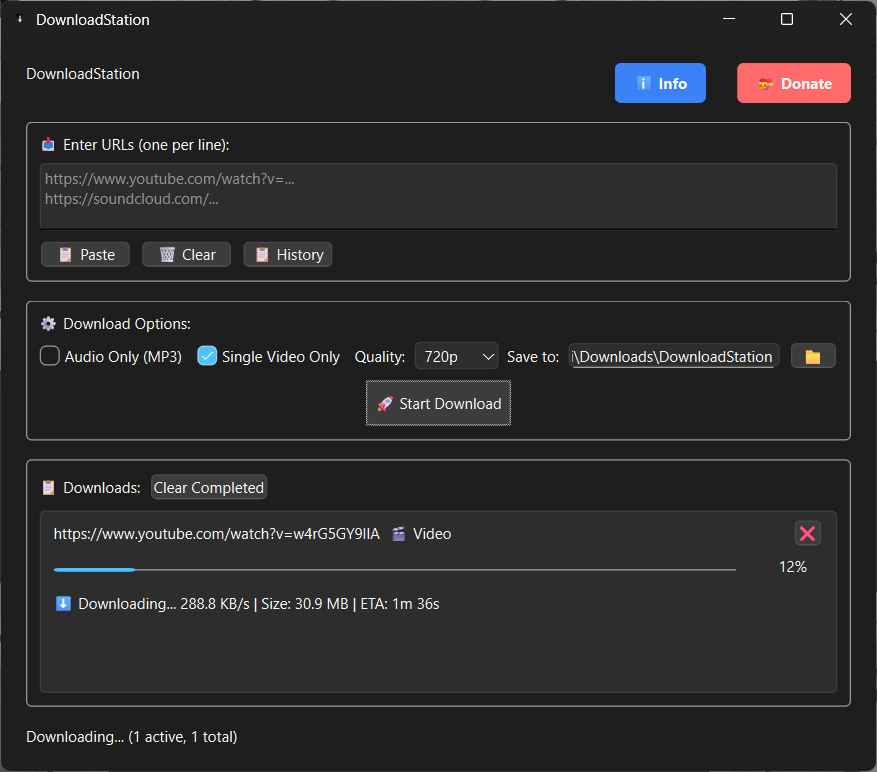 DownloadStation
DownloadStation
Info
Donate
Enter URLs (one per line):
https://www.youtube.com/watch?v=...
https://soundcloud.com/...
Paste Clear History
Download Options:
Audio Only (MP3) Single Video Only Quality: 720p Save to: i\Downloads\DownloadStation
Start Download
Downloads: Clear Completed
https://www.youtube.com/watch?v=w4rG5GY9lIA Video
12%
Downloading... 288.8 KB/s | Size: 30.9 MB | ETA: 1m 36s
Downloading... (1 active, 1 total)